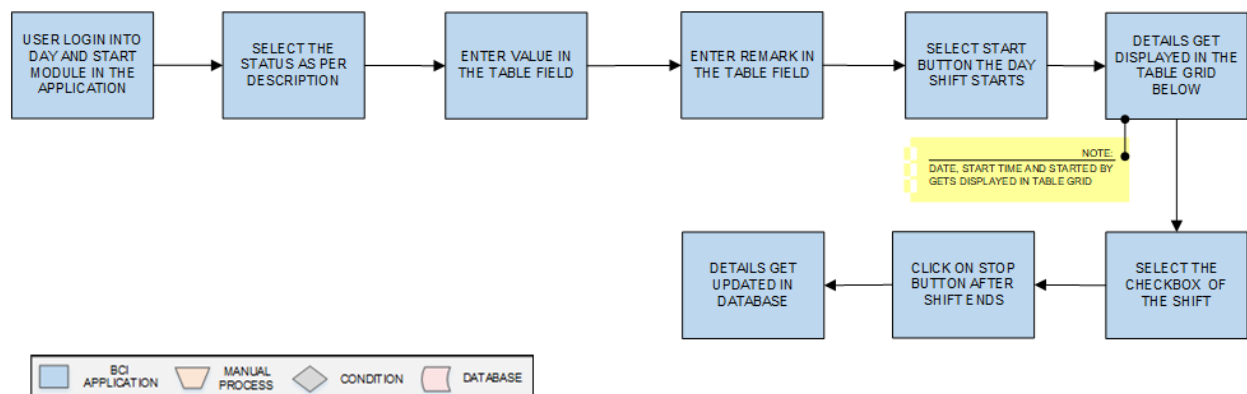 USER LOGIN INTO
DAY AND START
MODULE IN THE
APPLICATION
SELECT THE
STATUS AS PER
DESCRIPTION
ENTER VALUE IN
THE TABLE FIELD
ENTER REMARK IN
THE TABLE FIELD
SELECT START
BUTTON THE DAY
SHIFT STARTS
DETAILS GET
DISPLAYED IN THE
TABLE GRID
BELOW
NOTE:
DATE, START TIME AND STARTED BY
GETS DISPLAYED IN TABLE GRID
DETAILS GET
UPDATED IN
DATABASE
CLICK ON STOP
BUTTON AFTER
SHIFT ENDS
SELECT THE
CHECKBOX OF
THE SHIFT
BCI
APPLICATION
MANUAL
PROCESS
CONDITION
DATABASE